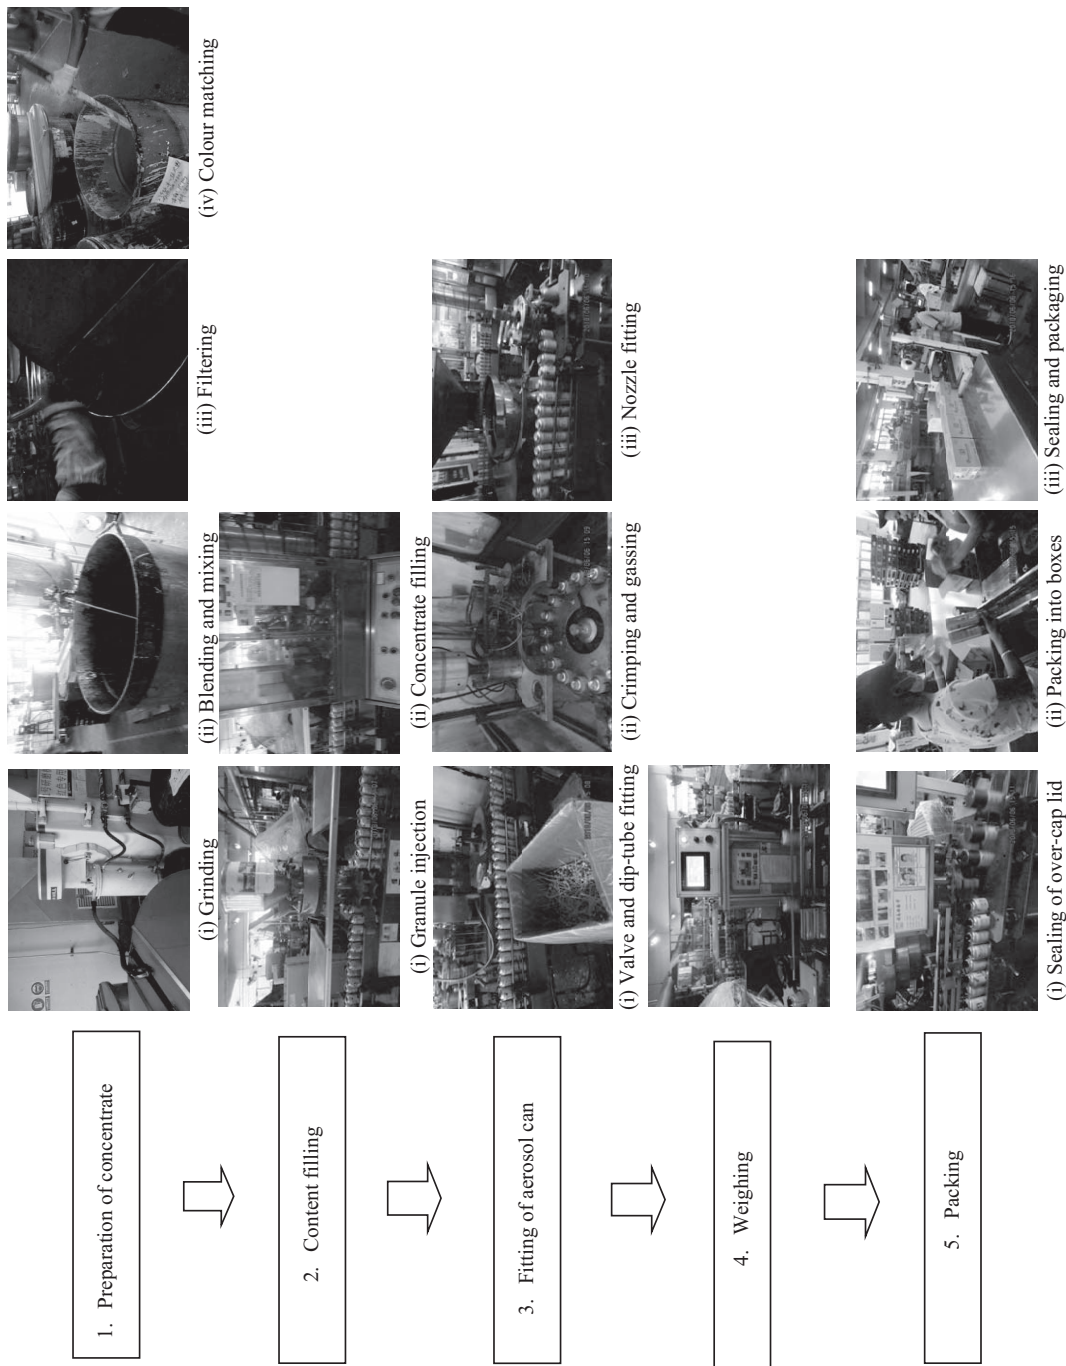 1. Preparation of concentrate
(i) Grinding
(ii) Blending and mixing
(iii) Filtering
(iv) Colour matching
2. Content filling
(i) Granule injection
(ii) Concentrate filling
3. Fitting of aerosol can
(i) Valve and dip-tube fitting
(ii) Crimping and gassing
(iii) Nozzle fitting
4. Weighing
5. Packing
(i) Sealing of over-cap lid
(ii) Packing into boxes
(iii) Sealing and packaging